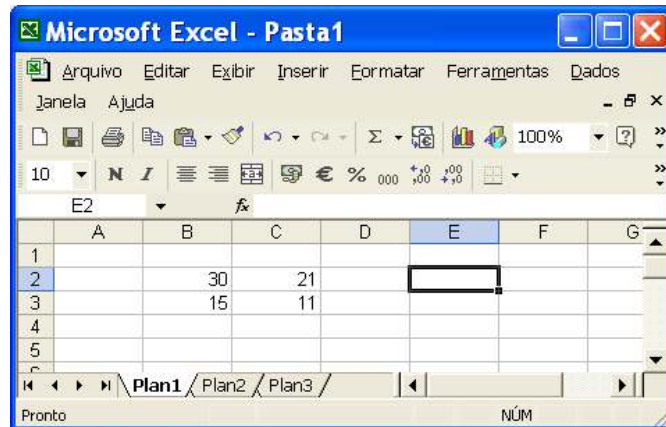 Microsoft Excel - Pasta1
Arquivo Editar Exibir Inserir Formatar Ferramentas Dados
Janela Ajuda
100%
10 N I € % 000
E2 fx
A B C D E F G
1
2 30 21
3 15 11
4
5
Plan1 Plan2 Plan3
Pronto NÚM